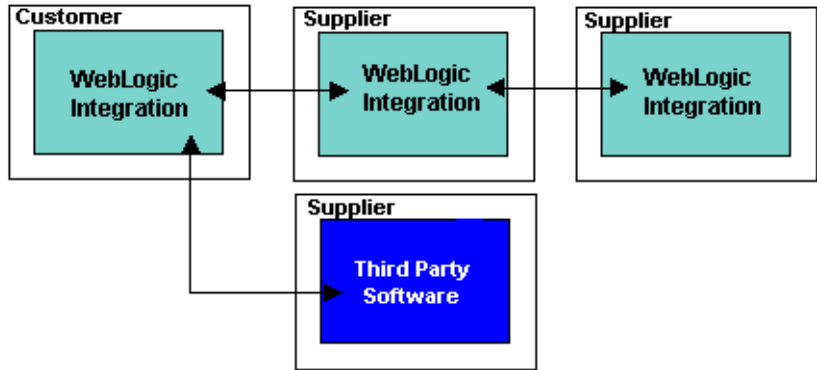 Customer
WebLogic
Integration
Supplier
WebLogic
Integration
Supplier
WebLogic
Integration
Supplier
Third Party
Software